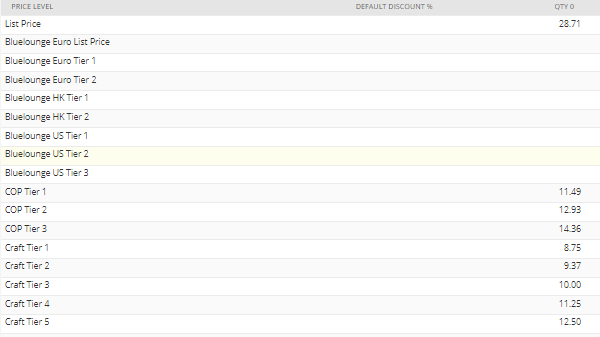 PRICE LEVEL DEFAULT DISCOUNT % QTY 0
List Price 28.71
Bluelounge Euro List Price
Bluelounge Euro Tier 1
Bluelounge Euro Tier 2
Bluelounge HK Tier 1
Bluelounge HK Tier 2
Bluelounge US Tier 1
Bluelounge US Tier 2
Bluelounge US Tier 3
COP Tier 1 11.49
COP Tier 2 12.93
COP Tier 3 14.36
Craft Tier 1 8.75
Craft Tier 2 9.37
Craft Tier 3 10.00
Craft Tier 4 11.25
Craft Tier 5 12.50